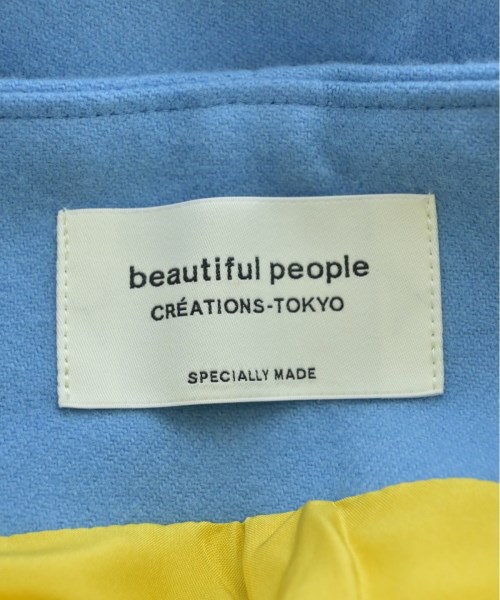 beautiful people
CRÉATIONS-TOKYO
SPECIALLY MADE